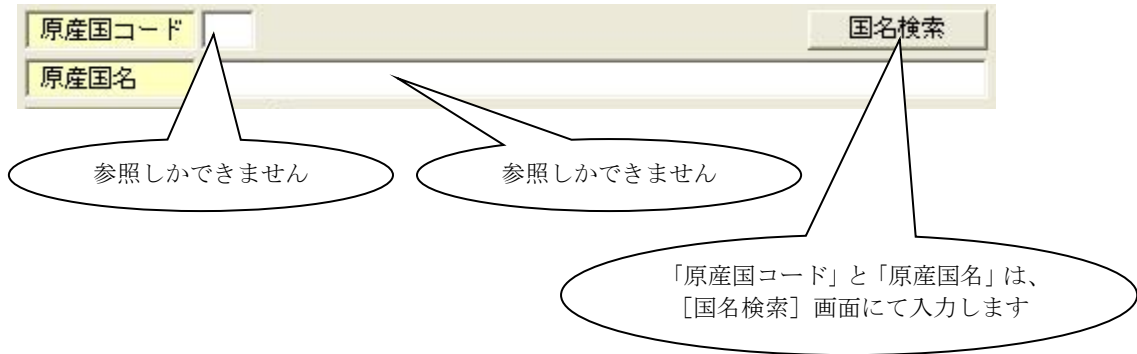 原産国コード
国名検索
原産国名
参照しかできません
参照しかできません
「原産国コード」と「原産国名」は、
［国名検索］画面にて入力します